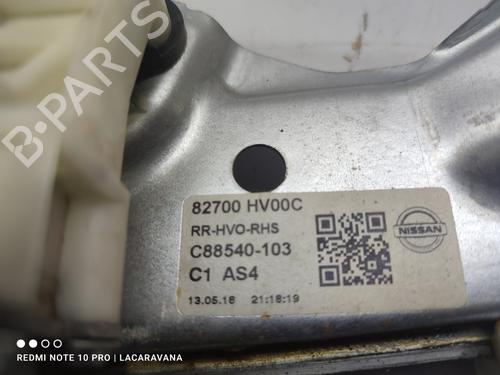 B-PARTS
82700 HV00C
RR-HVO-RHS
C88540-103
C1 AS4
13.05.16 21:18:19
NISSAN
REDMI NOTE 10 PRO | LACARAVANA